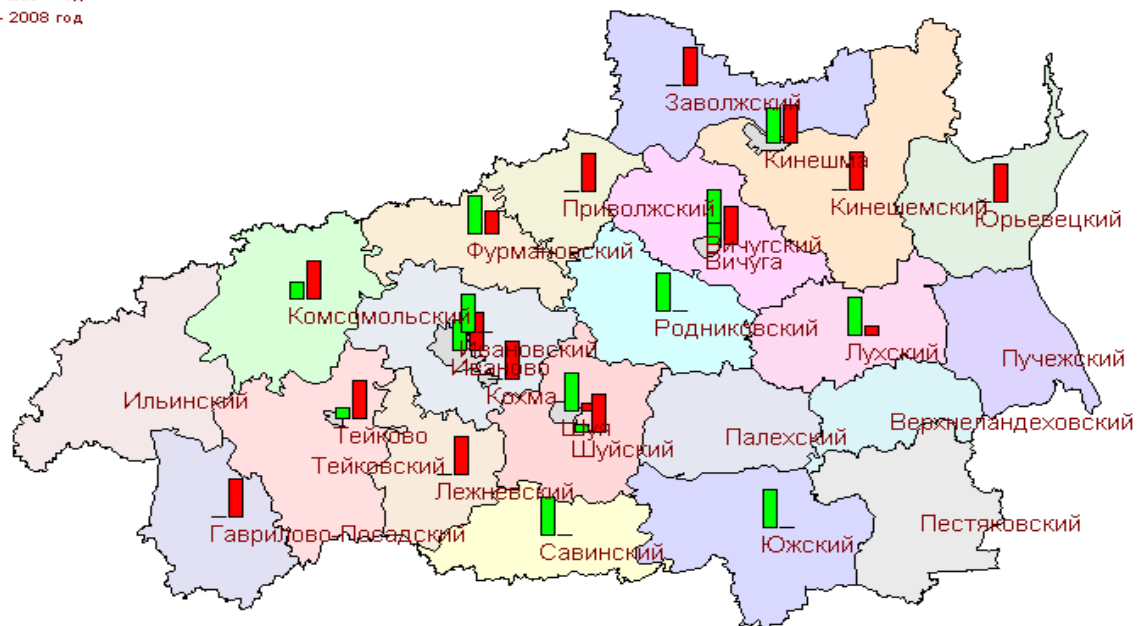 - 2008 год
Заволжский
Кинешма
Приволжский
Кинешемский
Юрьевецкий
Фурмановский
Вичугский
Вичуга
Комсомольский
Родниковский
Ивановский
Лухский
Пучежский
Иваново
Ильинский
Кохма
Верхнеландеховский
Тейково
Шуя
Палехский
Шуйский
Тейковский
Лежневский
Гаврилово-Посадский
Пестяковский
Савинский
Южский